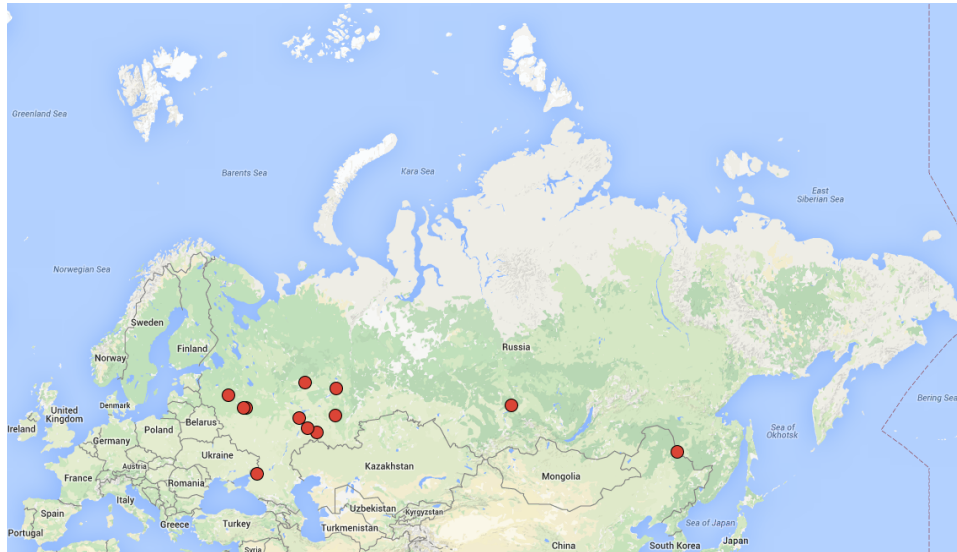 Greenland Sea
Barents Sea
Kara Sea
East
Siberian Sea
Norwegian Sea
Sweden
Finland
Norway
Russia
United
Kingdom
Ireland
Denmark
Belarus
Poland
Germany
Ukraine
Austria
France
Romania
Italy
Spain
Portugal
Greece
Turkey
Syria
Kazakhstan
Uzbekistan
Kyrgyzstan
Turkmenistan
Mongolia
China
Sea of
Okhotsk
Bering Sea
Sea of Japan
South Korea
Japan